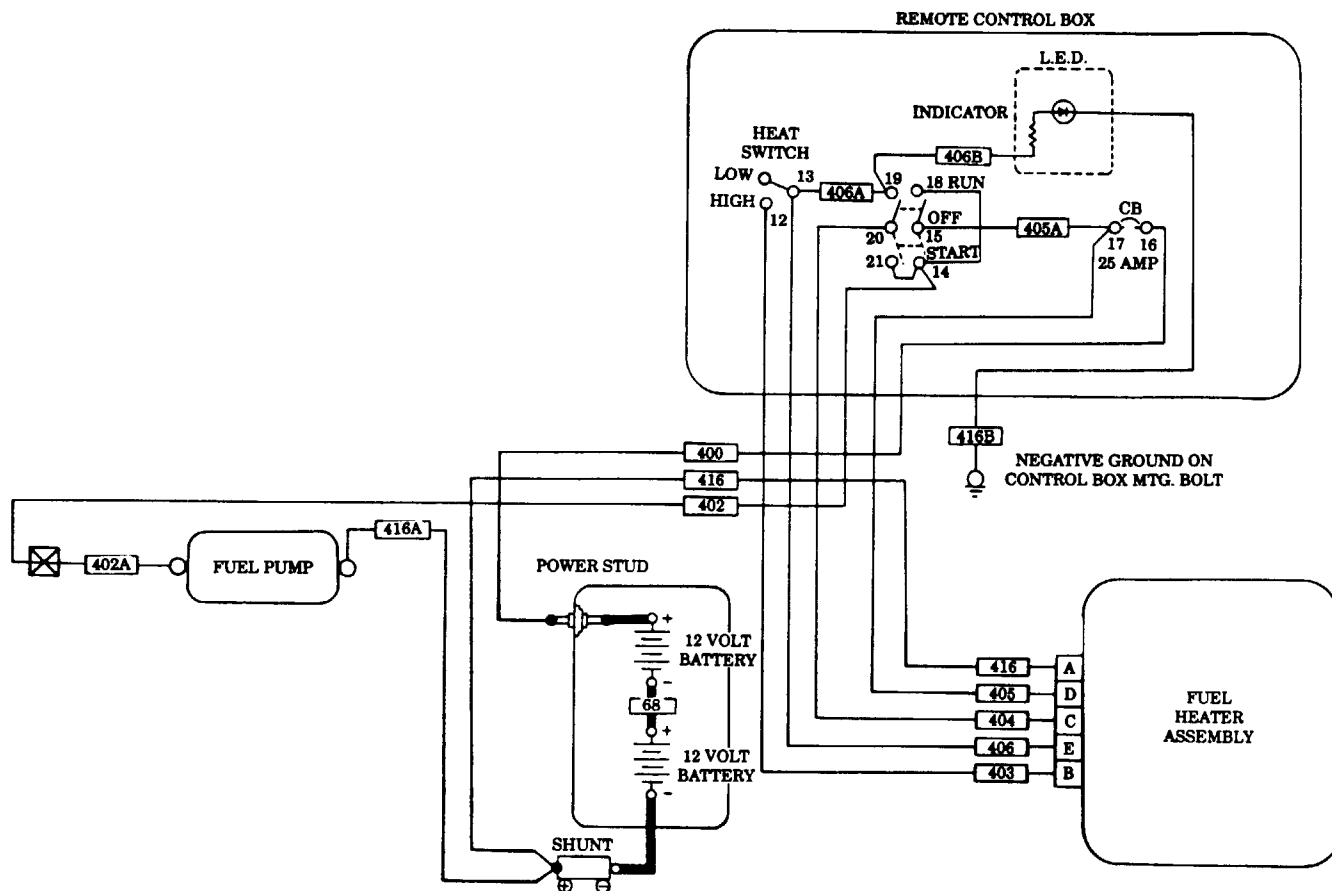 REMOTE CONTROL BOX
L.E.D.
INDICATOR
HEAT
SWITCH
406B
LOW
13
406A
19
18 RUN
HIGH
12
OFF
CB
20
15
405A
17
16
21
START
14
25 AMP
416B
400
NEGATIVE GROUND ON
CONTROL BOX MTG. BOLT
416
402
416A
402A
FUEL PUMP
POWER STUD
+
12 VOLT
BATTERY
-
68
+
12 VOLT
BATTERY
-
416
A
405
D
404
C
406
E
403
B
FUEL
HEATER
ASSEMBLY
SHUNT
+ -